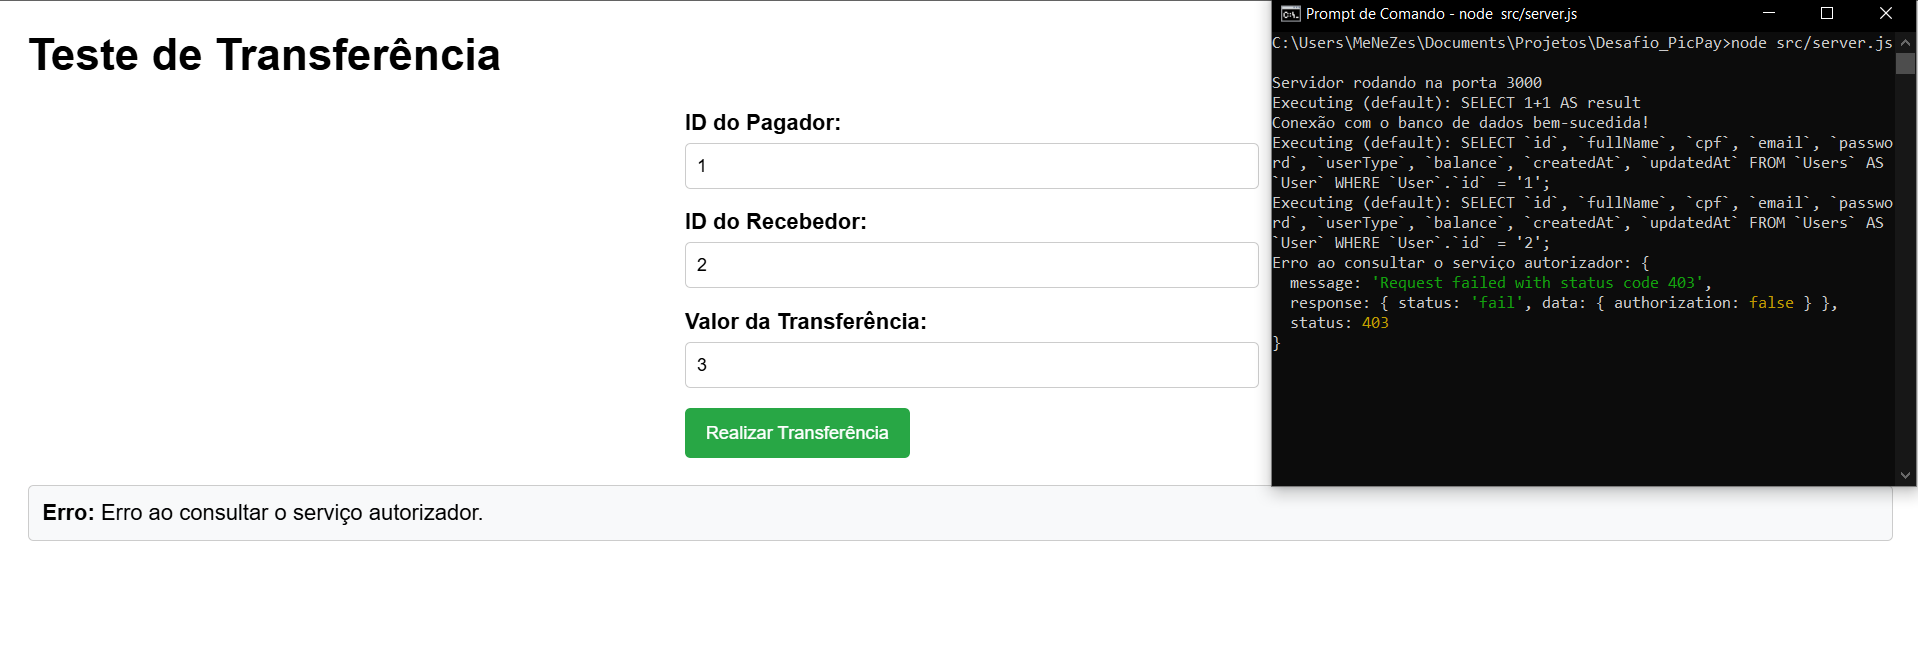 Teste de Transferência
ID do Pagador:
1
ID do Recebedor:
2
Valor da Transferência:
3
Realizar Transferência
Erro: Erro ao consultar o serviço autorizador.
Prompt de Comando - node  src/server.js
C:\Users\MeNeZes\Documents\Projetos\Desafio_PicPay>node src/server.js
Servidor rodando na porta 3000
Executing (default): SELECT 1+1 AS result
Conexão com o banco de dados bem-sucedida!
Executing (default): SELECT `id`, `fullName`, `cpf`, `email`, `passwo
rd`, `userType`, `balance`, `createdAt`, `updatedAt` FROM `Users` AS
`User` WHERE `User`.`id` = '1';
Executing (default): SELECT `id`, `fullName`, `cpf`, `email`, `passwo
rd`, `userType`, `balance`, `createdAt`, `updatedAt` FROM `Users` AS
`User` WHERE `User`.`id` = '2';
Erro ao consultar o serviço autorizador: {
  message: 'Request failed with status code 403',
  response: { status: 'fail', data: { authorization: false } },
  status: 403
}